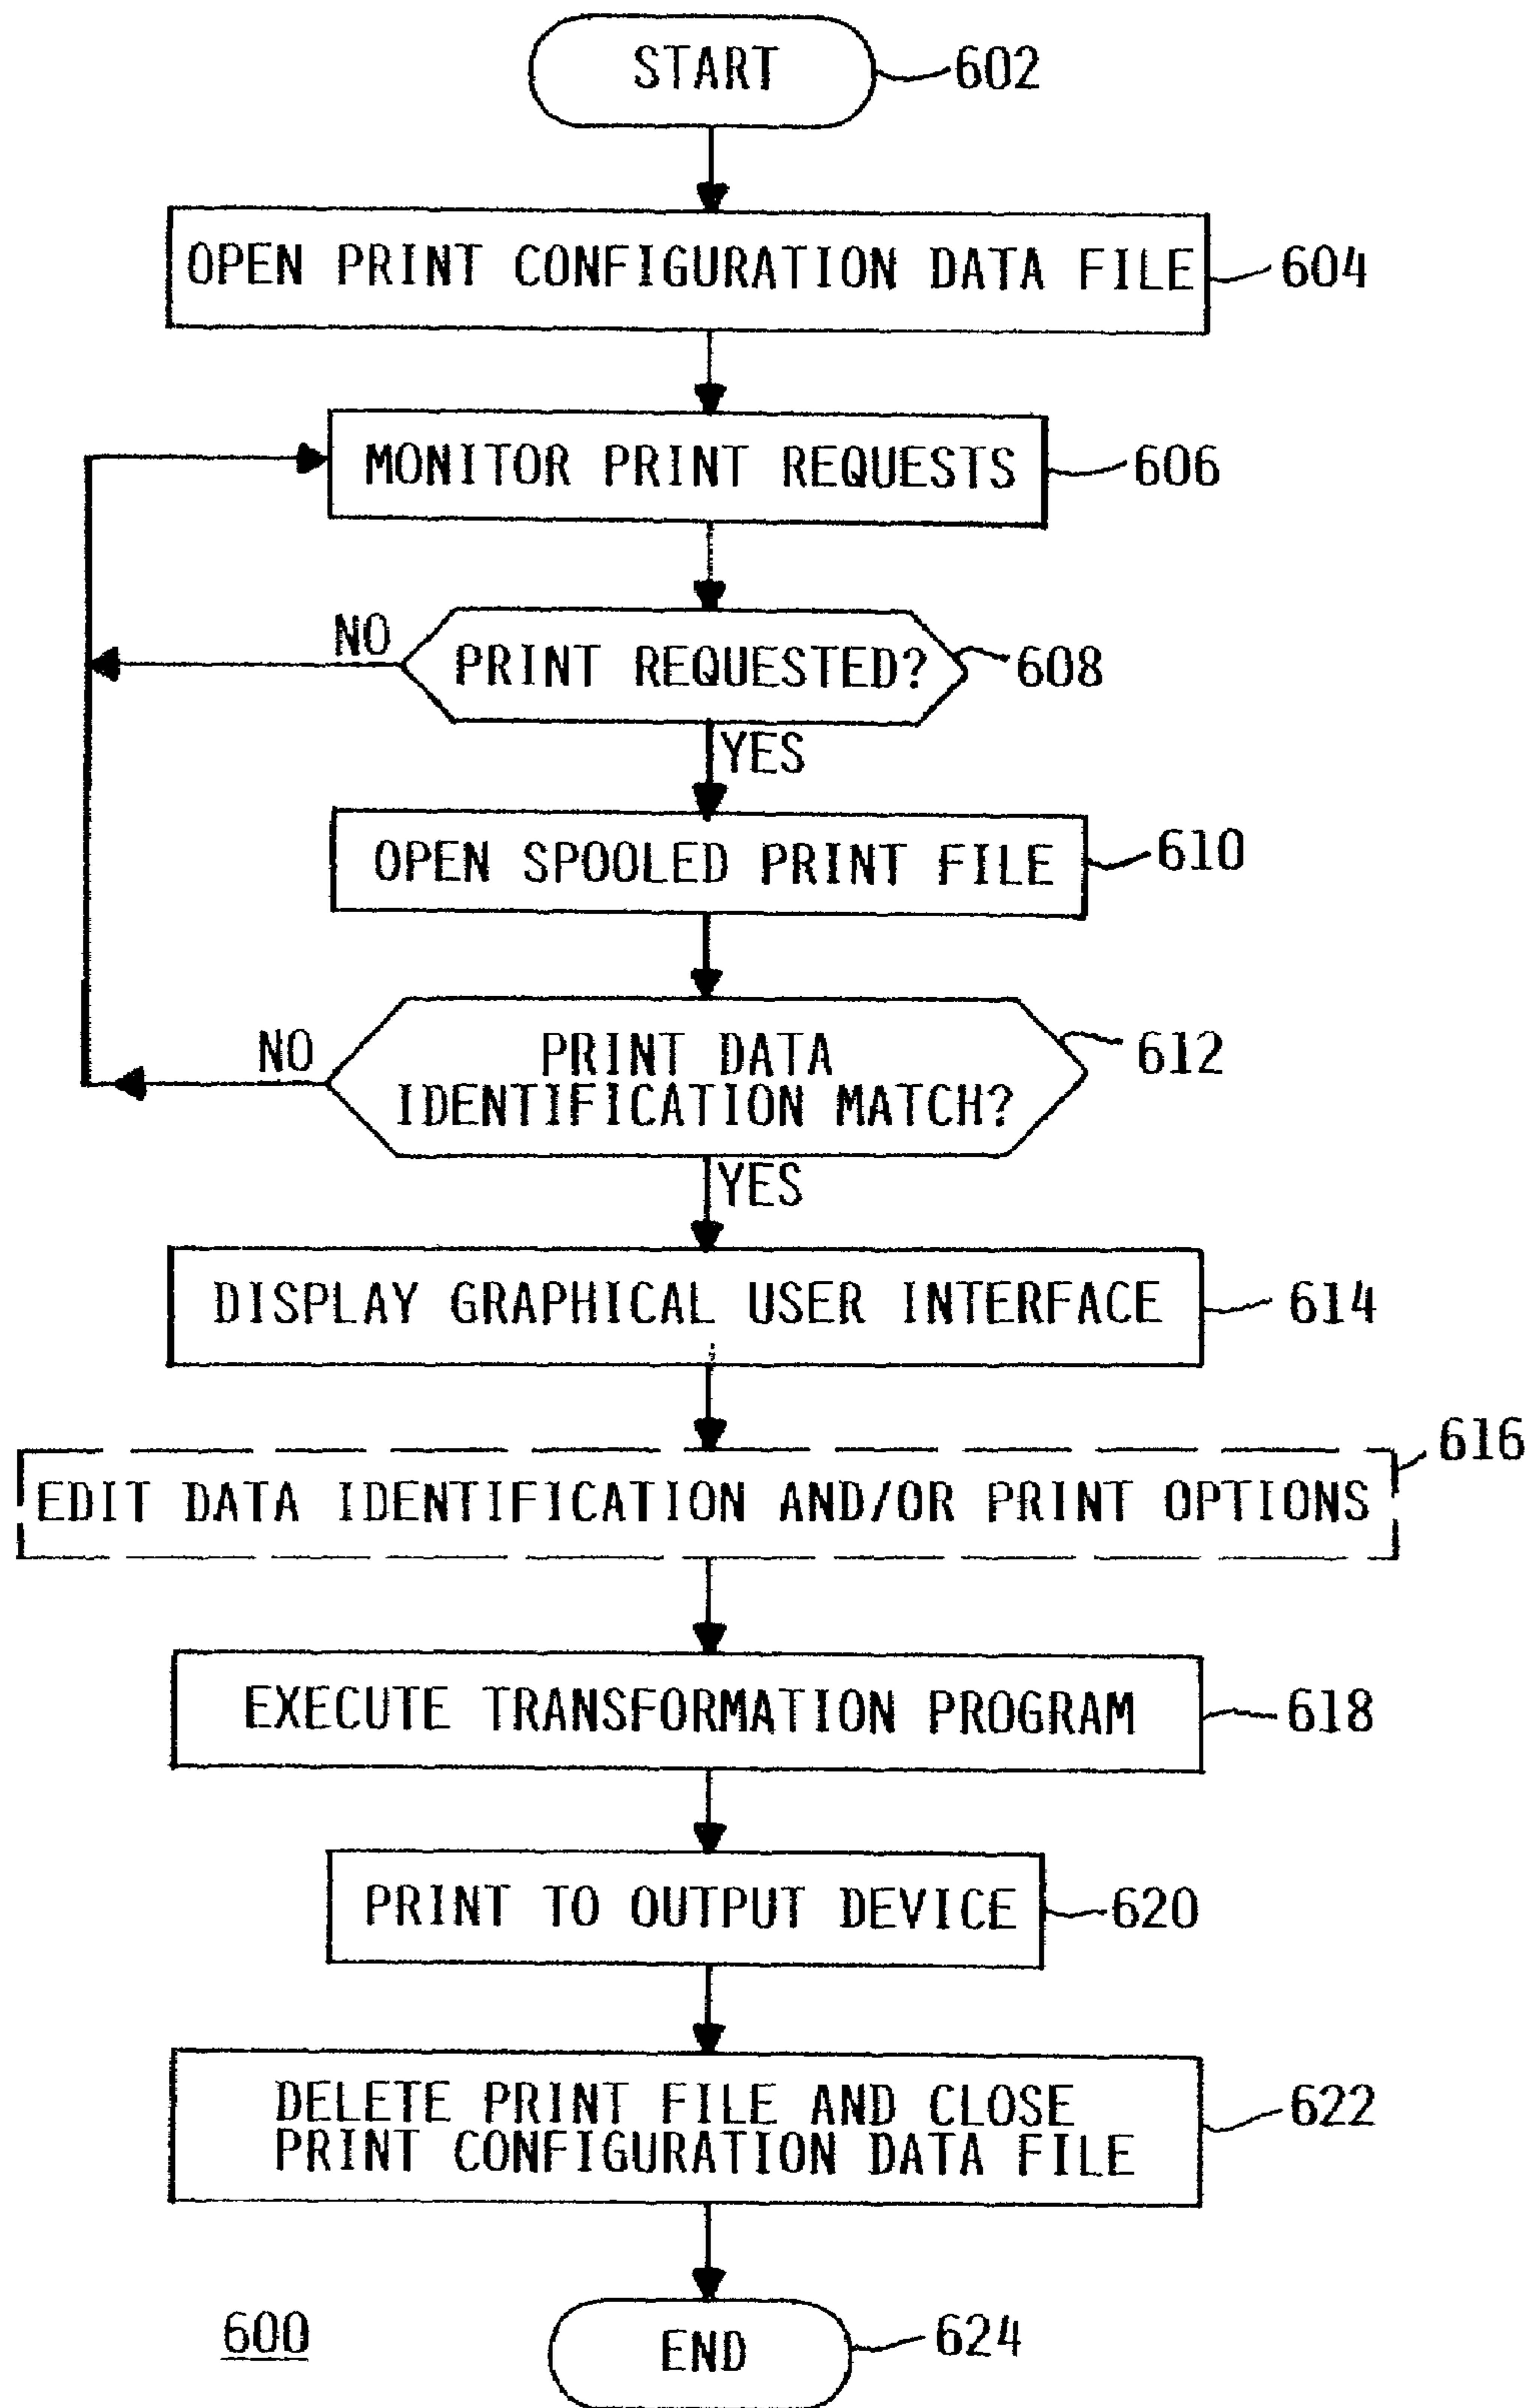 START
602
OPEN PRINT CONFIGURATION DATA FILE
604
MONITOR PRINT REQUESTS
606
NO
PRINT REQUESTED?
608
YES
OPEN SPOOLED PRINT FILE
610
NO
PRINT DATA
IDENTIFICATION MATCH?
612
YES
DISPLAY GRAPHICAL USER INTERFACE
614
616
EDIT DATA IDENTIFICATION AND/OR PRINT OPTIONS
EXECUTE TRANSFORMATION PROGRAM
618
PRINT TO OUTPUT DEVICE
620
DELETE PRINT FILE AND CLOSE
PRINT CONFIGURATION DATA FILE
622
600
END
624